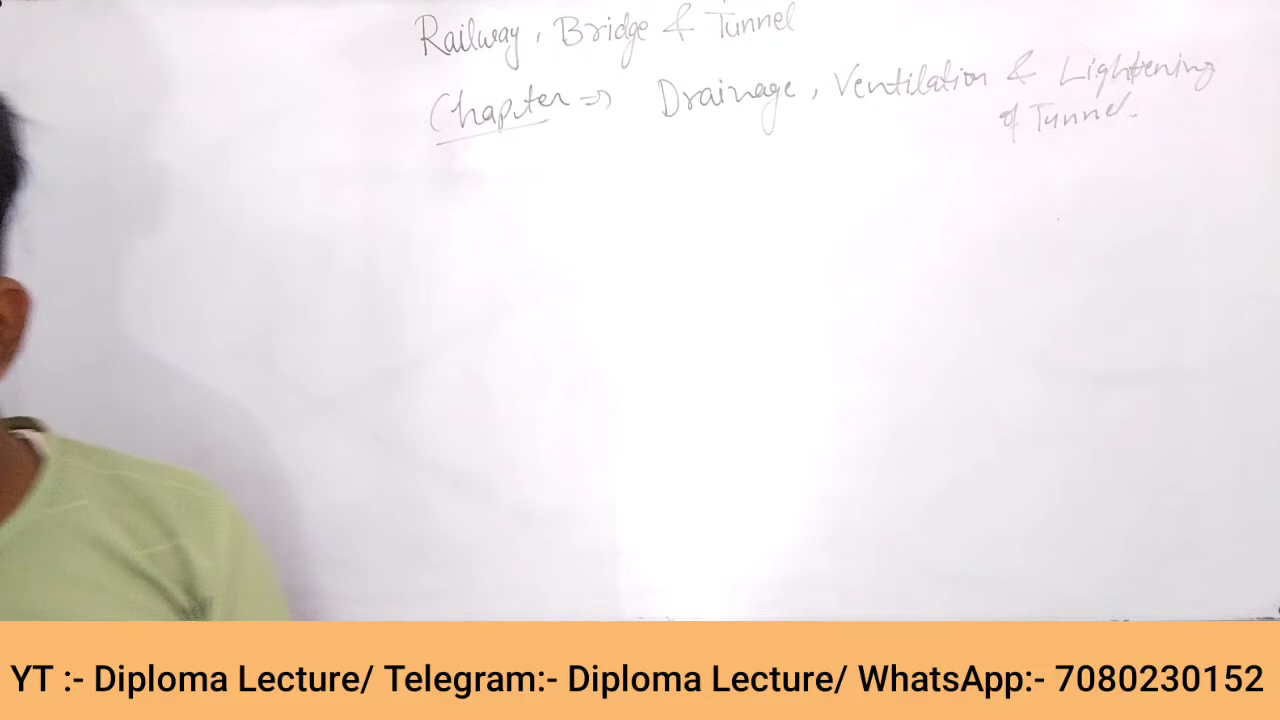 Railway, Bridge & Tunnel
Chapter => Drainage, Ventilation & Lightening
of Tunnel.
YT :- Diploma Lecture/ Telegram:- Diploma Lecture/ WhatsApp:- 7080230152